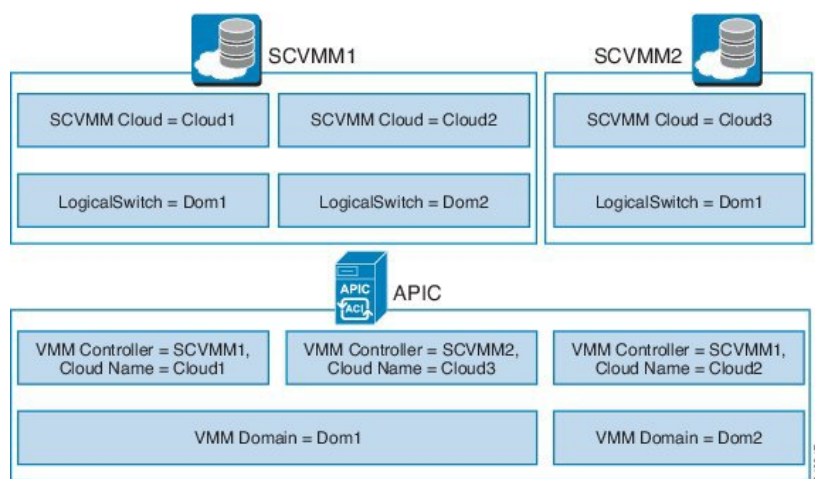 SCVMM1
SCVMM2
SCVMM Cloud = Cloud1
SCVMM Cloud = Cloud2
SCVMM Cloud = Cloud3
LogicalSwitch = Dom1
LogicalSwitch = Dom2
LogicalSwitch = Dom1
APIC
ACI
APIC
VMM Controller = SCVMM1,
Cloud Name = Cloud1
VMM Controller = SCVMM2,
Cloud Name = Cloud3
VMM Controller = SCVMM1,
Cloud Name = Cloud2
VMM Domain = Dom1
VMM Domain = Dom2